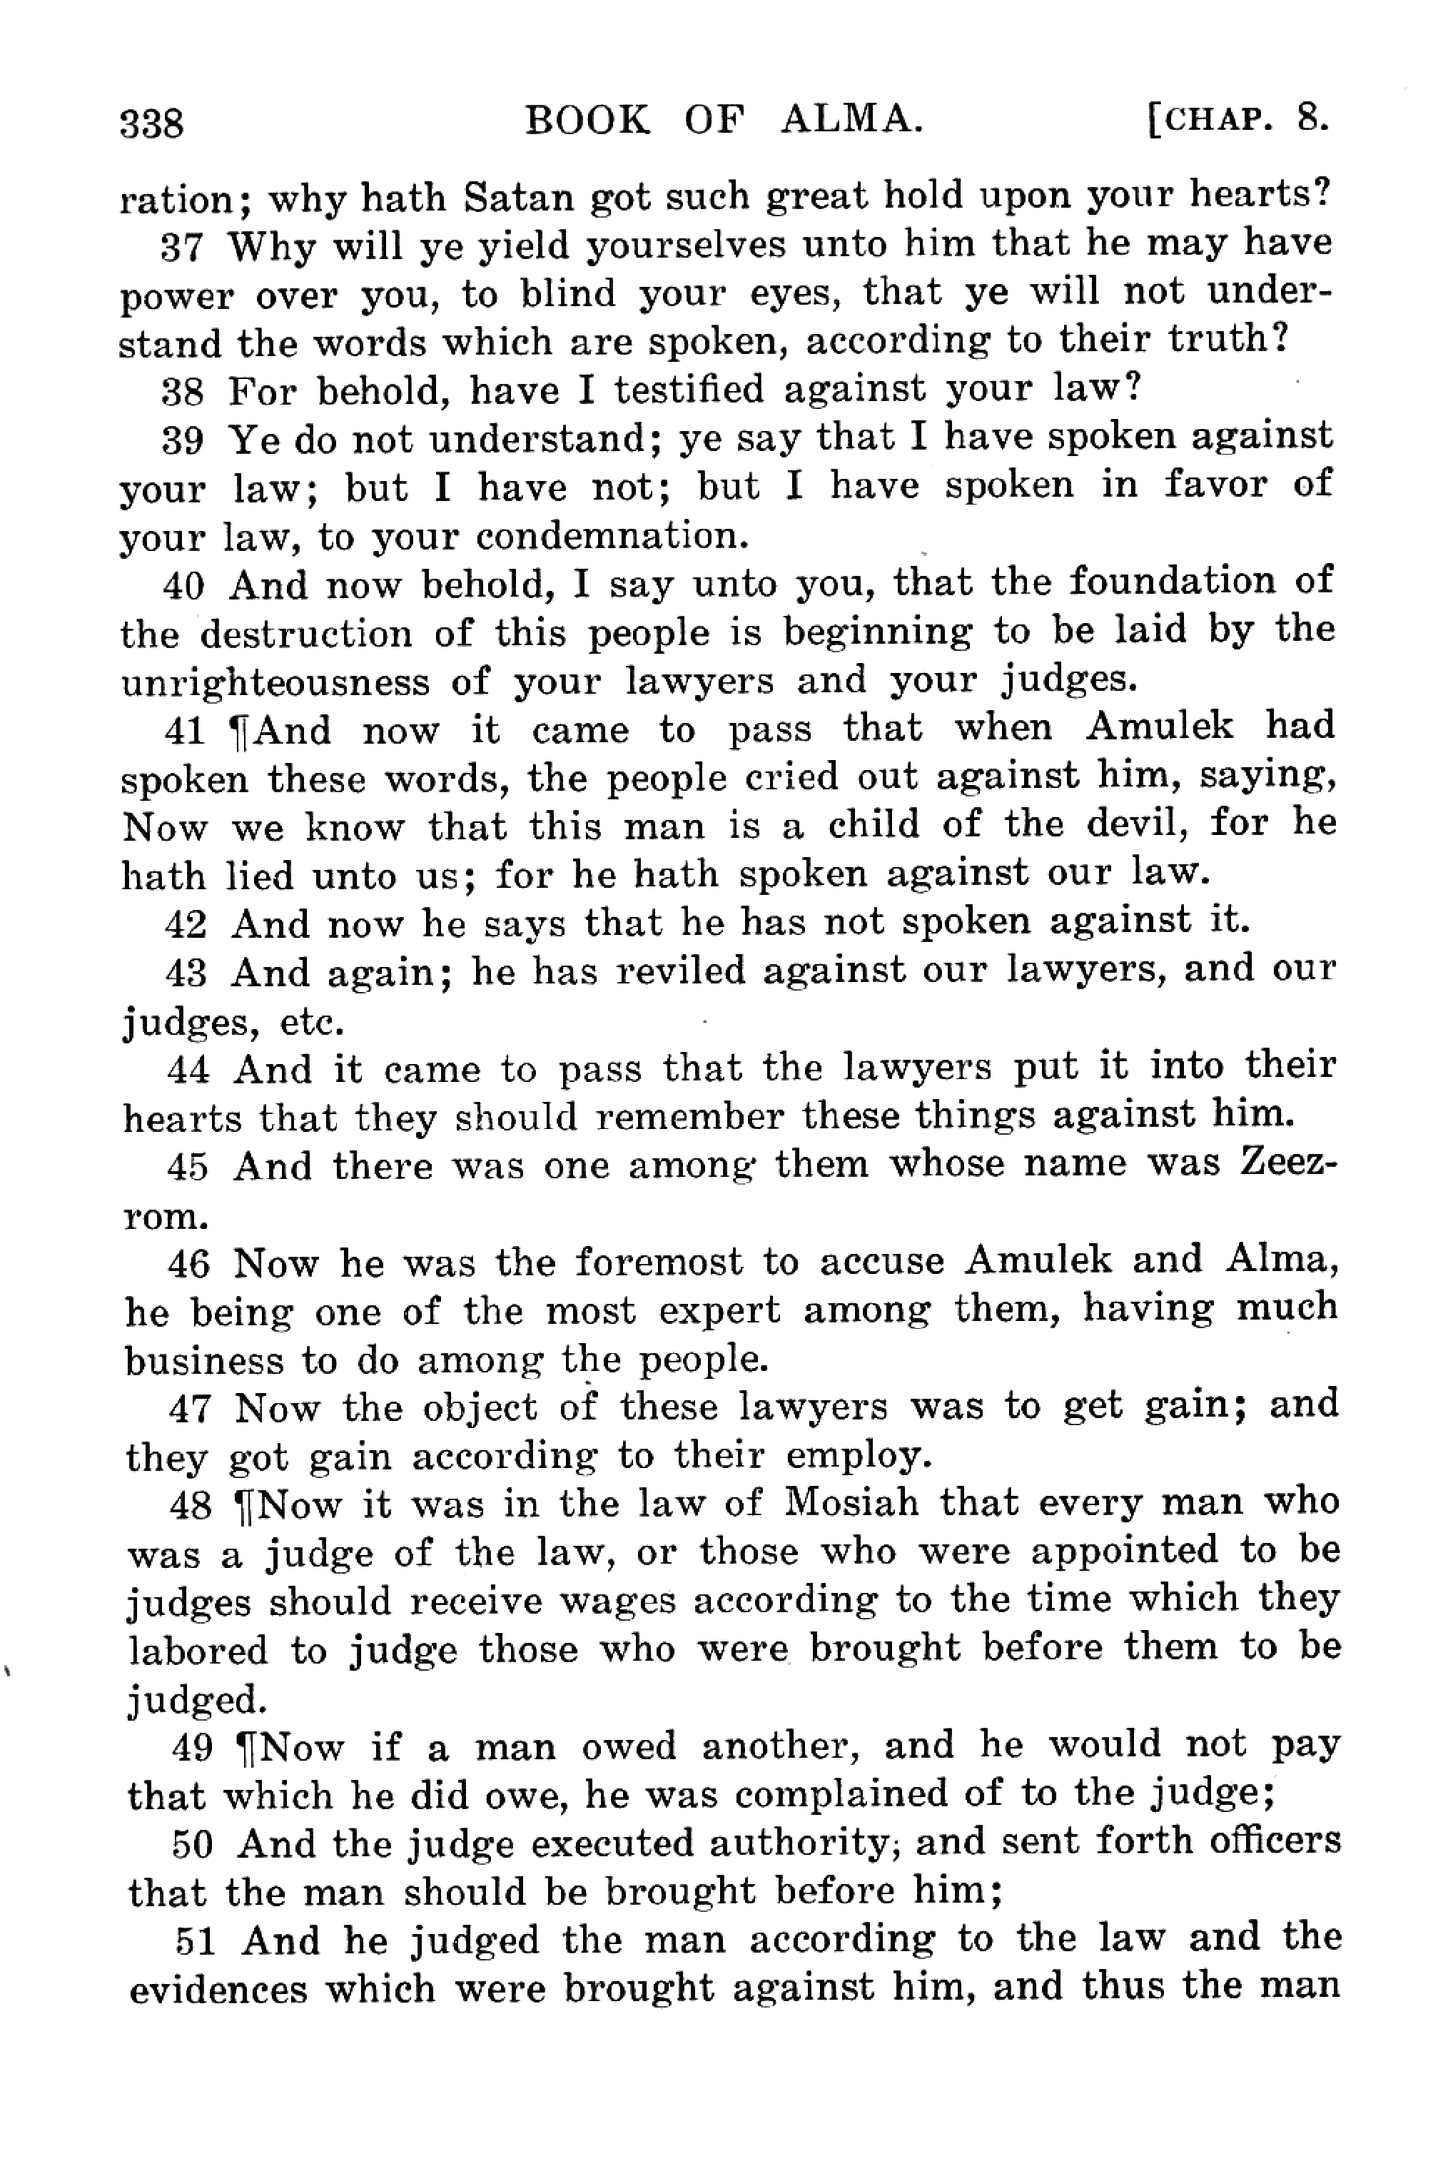 338 BOOK OF ALMA. [CHAP. 8.
ration; why hath Satan got such great hold upon your hearts?
37 Why will ye yield yourselves unto him that he may have
power over you, to blind your eyes, that ye will not under-
stand the words which are spoken, according to their truth?
38 For behold, have I testified against your law?
39 Ye do not understand; ye say that I have spoken against
your law; but I have not; but I have spoken in favor of
your law, to your condemnation.
40 And now behold, I say unto you, that the foundation of
the destruction of this people is beginning to be laid by the
unrighteousness of your lawyers and your judges.
41 ¶And now it came to pass that when Amulek had
spoken these words, the people cried out against him, saying,
Now we know that this man is a child of the devil, for he
hath lied unto us; for he hath spoken against our law.
42 And now he says that he has not spoken against it.
43 And again; he has reviled against our lawyers, and our
judges, etc.
44 And it came to pass that the lawyers put it into their
hearts that they should remember these things against him.
45 And there was one among them whose name was Zeez-
rom.
46 Now he was the foremost to accuse Amulek and Alma,
he being one of the most expert among them, having much
business to do among the people.
47 Now the object of these lawyers was to get gain; and
they got gain according to their employ.
48 ¶Now it was in the law of Mosiah that every man who
was a judge of the law, or those who were appointed to be
judges should receive wages according to the time which they
labored to judge those who were brought before them to be
judged.
49 ¶Now if a man owed another, and he would not pay
that which he did owe, he was complained of to the judge;
50 And the judge executed authority; and sent forth officers
that the man should be brought before him;
51 And he judged the man according to the law and the
evidences which were brought against him, and thus the man